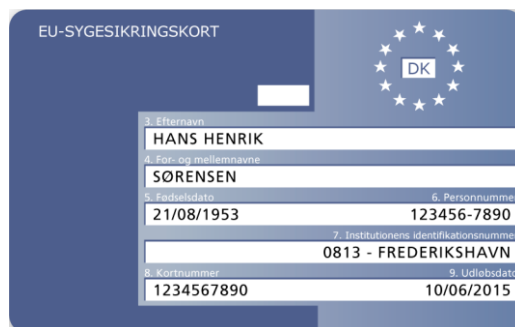 EU-SYGESIKRINGSKORT
DK
3. Efternavn
HANS HENRIK
4. For- og mellemnavne
SØRENSEN
5. Fødselsdato 6. Personnummer
21/08/1953 123456-7890
7. Institutionens identifikationsnummer
0813 - FREDERIKSHAVN
8. Kortnummer 9. Udløbsdato
1234567890 10/06/2015